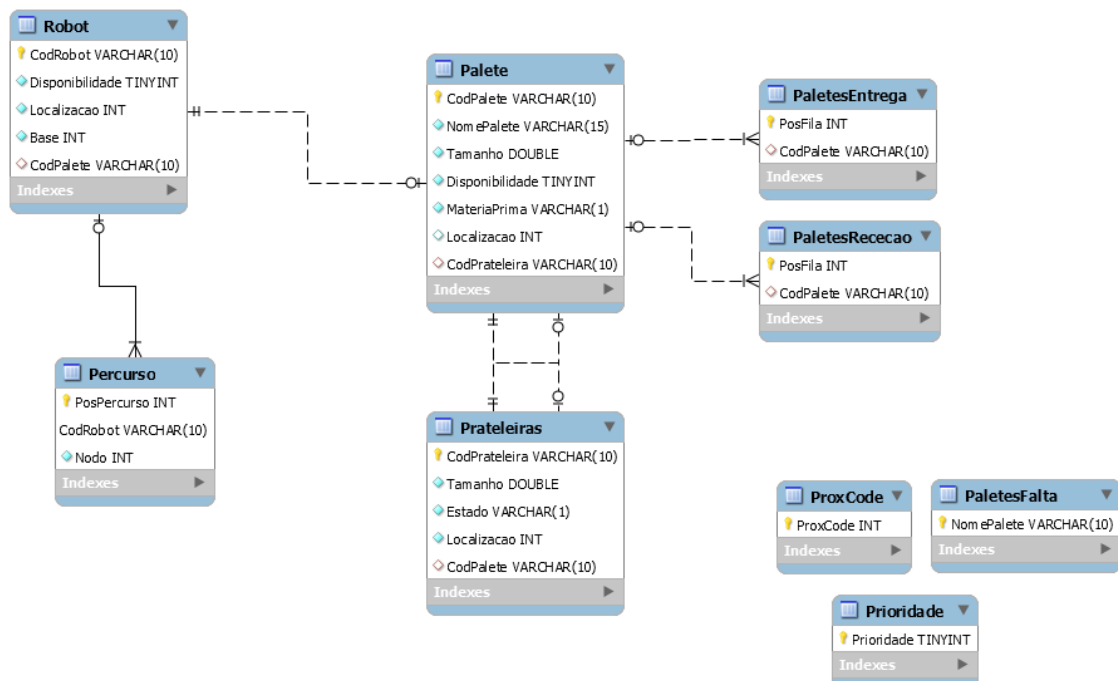 Robot
CodRobot VARCHAR(10)
Disponibilidade TINYINT
Localizacao INT
Base INT
CodPalete VARCHAR(10)
Indexes
Palete
CodPalete VARCHAR(10)
NomePalete VARCHAR(15)
Tamanho DOUBLE
Disponibilidade TINYINT
MateriaPrima VARCHAR(1)
Localizacao INT
CodPrateleira VARCHAR(10)
Indexes
PaletesEntrega
PosFila INT
CodPalete VARCHAR(10)
Indexes
PaletesRececao
PosFila INT
CodPalete VARCHAR(10)
Indexes
Percurso
PosPercurso INT
CodRobot VARCHAR(10)
Nodo INT
Indexes
Prateleiras
CodPrateleira VARCHAR(10)
Tamanho DOUBLE
Estado VARCHAR(1)
Localizacao INT
CodPalete VARCHAR(10)
Indexes
ProxCode
ProxCode INT
Indexes
PaletesFalta
NomePalete VARCHAR(10)
Indexes
Prioridade
Prioridade TINYINT
Indexes